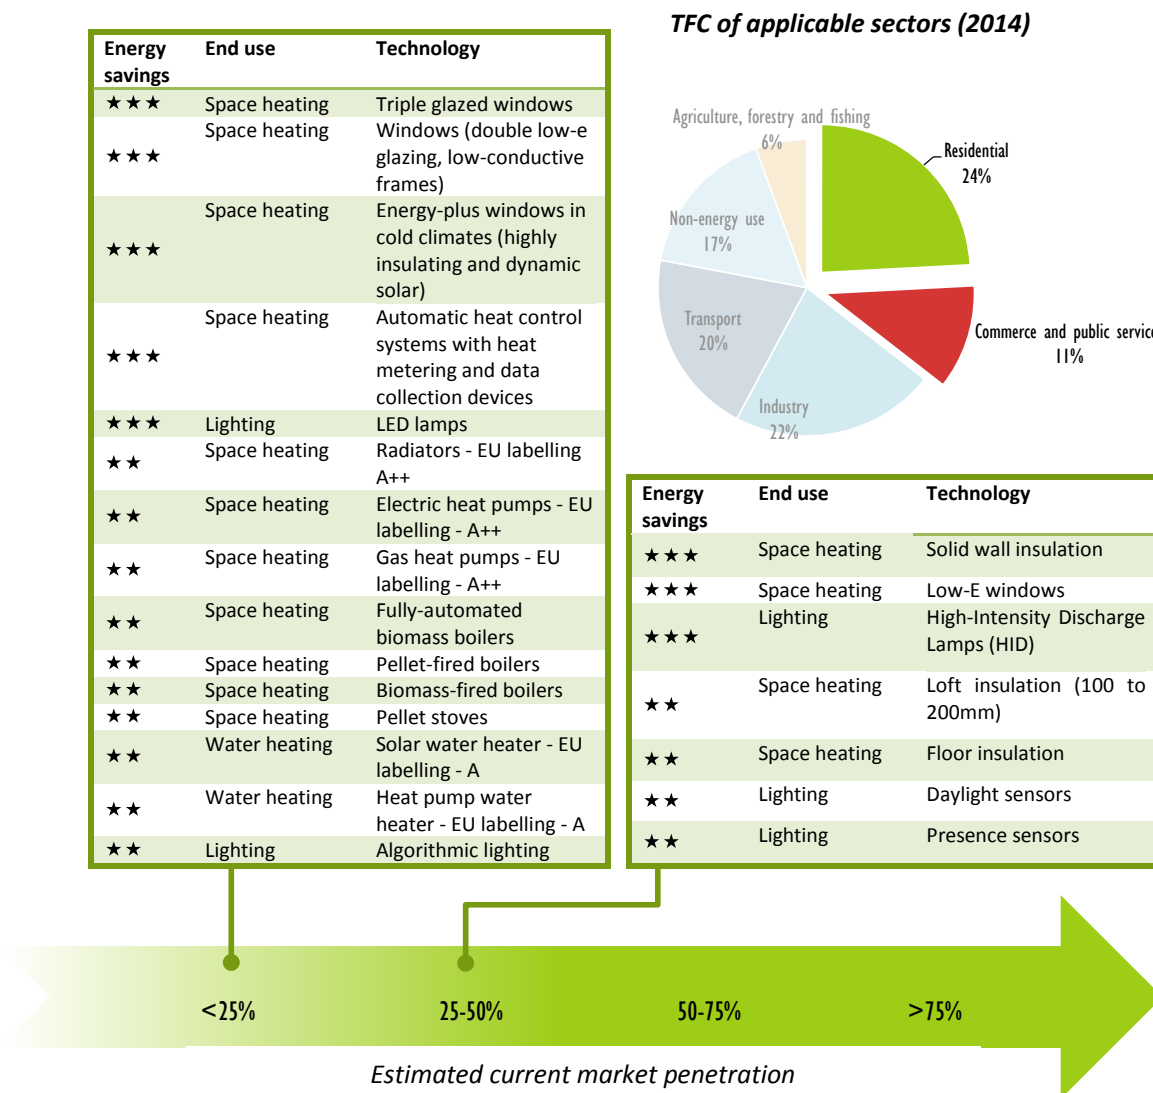 TFC of applicable sectors (2014)
Energy savings End use Technology
★★★ Space heating Triple glazed windows
★★★ Space heating Windows (double low-e glazing, low-conductive frames)
★★★ Space heating Energy-plus windows in cold climates (highly insulating and dynamic solar)
★★★ Space heating Automatic heat control systems with heat metering and data collection devices
★★★ Lighting LED lamps
★★ Space heating Radiators - EU labelling A++
★★ Space heating Electric heat pumps - EU labelling - A++
★★ Space heating Gas heat pumps - EU labelling - A++
★★ Space heating Fully-automated biomass boilers
★★ Space heating Pellet-fired boilers
★★ Space heating Biomass-fired boilers
★★ Space heating Pellet stoves
★★ Water heating Solar water heater - EU labelling - A
★★ Water heating Heat pump water heater - EU labelling - A
★★ Lighting Algorithmic lighting
Agriculture, forestry and fishing
6%
Residential
24%
Non-energy use
17%
Transport
20%
Commerce and public service
11%
Industry
22%
Energy savings End use Technology
★★★ Space heating Solid wall insulation
★★★ Space heating Low-E windows
★★★ Lighting High-Intensity Discharge Lamps (HID)
★★ Space heating Loft insulation (100 to 200mm)
★★ Space heating Floor insulation
★★ Lighting Daylight sensors
★★ Lighting Presence sensors
<25% 25-50% 50-75% >75%
Estimated current market penetration